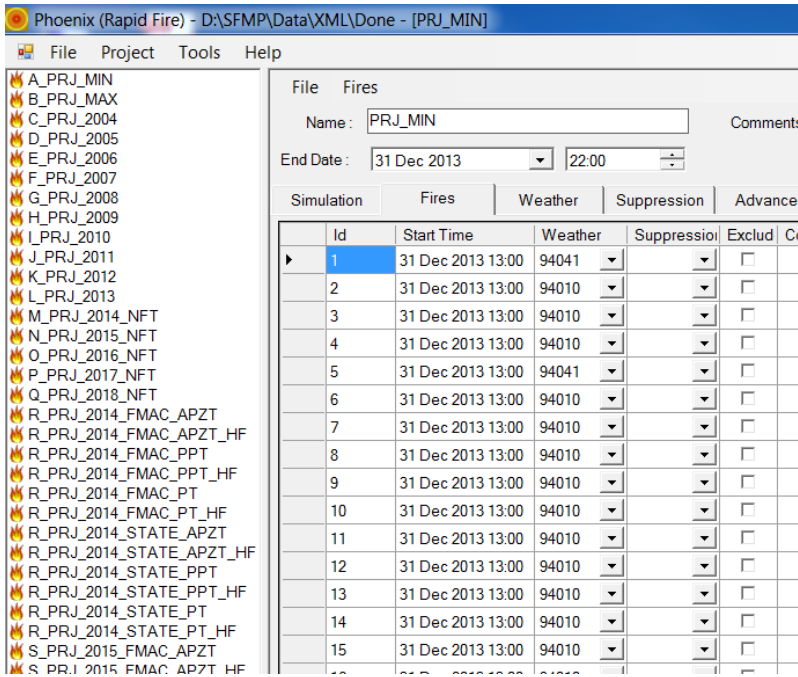 Phoenix (Rapid Fire) - D:\SFMP\Data\XML\Done - [PRJ_MIN]
File Project Tools Help
A_PRJ_MIN
B_PRJ_MAX
C_PRJ_2004
D_PRJ_2005
E_PRJ_2006
F_PRJ_2007
G_PRJ_2008
H_PRJ_2009
I_PRJ_2010
J_PRJ_2011
K_PRJ_2012
L_PRJ_2013
M_PRJ_2014_NFT
N_PRJ_2015_NFT
O_PRJ_2016_NFT
P_PRJ_2017_NFT
Q_PRJ_2018_NFT
R_PRJ_2014_FMAC_APZT
R_PRJ_2014_FMAC_APZT_HF
R_PRJ_2014_FMAC_PPT
R_PRJ_2014_FMAC_PPT_HF
R_PRJ_2014_FMAC_PT
R_PRJ_2014_FMAC_PT_HF
R_PRJ_2014_STATE_APZT
R_PRJ_2014_STATE_APZT_HF
R_PRJ_2014_STATE_PPT
R_PRJ_2014_STATE_PPT_HF
R_PRJ_2014_STATE_PT
R_PRJ_2014_STATE_PT_HF
S_PRJ_2015_FMAC_APZT
S_PRJ_2015_FMAC_APZT_HF
File Fires
Name : PRJ_MIN Comments
End Date : 31 Dec 2013 22:00
Simulation Fires Weather Suppression Advance
Id Start Time Weather Suppression Exclud Co
1 31 Dec 2013 13:00 94041
2 31 Dec 2013 13:00 94010
3 31 Dec 2013 13:00 94010
4 31 Dec 2013 13:00 94010
5 31 Dec 2013 13:00 94041
6 31 Dec 2013 13:00 94010
7 31 Dec 2013 13:00 94010
8 31 Dec 2013 13:00 94010
9 31 Dec 2013 13:00 94010
10 31 Dec 2013 13:00 94010
11 31 Dec 2013 13:00 94010
12 31 Dec 2013 13:00 94010
13 31 Dec 2013 13:00 94010
14 31 Dec 2013 13:00 94010
15 31 Dec 2013 13:00 94010